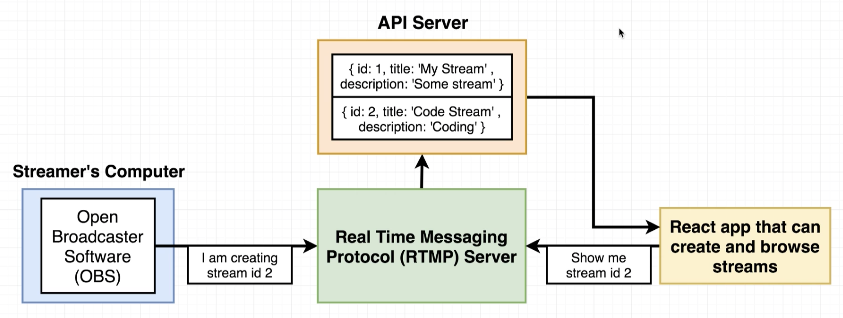 API Server
{ id: 1, title: 'My Stream' ,
description: 'Some stream' }
{ id: 2, title: 'Code Stream' ,
description: 'Coding' }
Streamer's Computer
Open
Broadcaster
Software
(OBS)
I am creating
stream id 2
Real Time Messaging
Protocol (RTMP) Server
Show me
stream id 2
React app that can
create and browse
streams